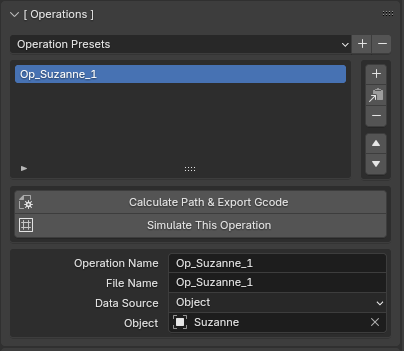 [ Operations ]
Operation Presets
Op_Suzanne_1
Calculate Path & Export Gcode
Simulate This Operation
Operation Name Op_Suzanne_1
File Name Op_Suzanne_1
Data Source Object
Object Suzanne